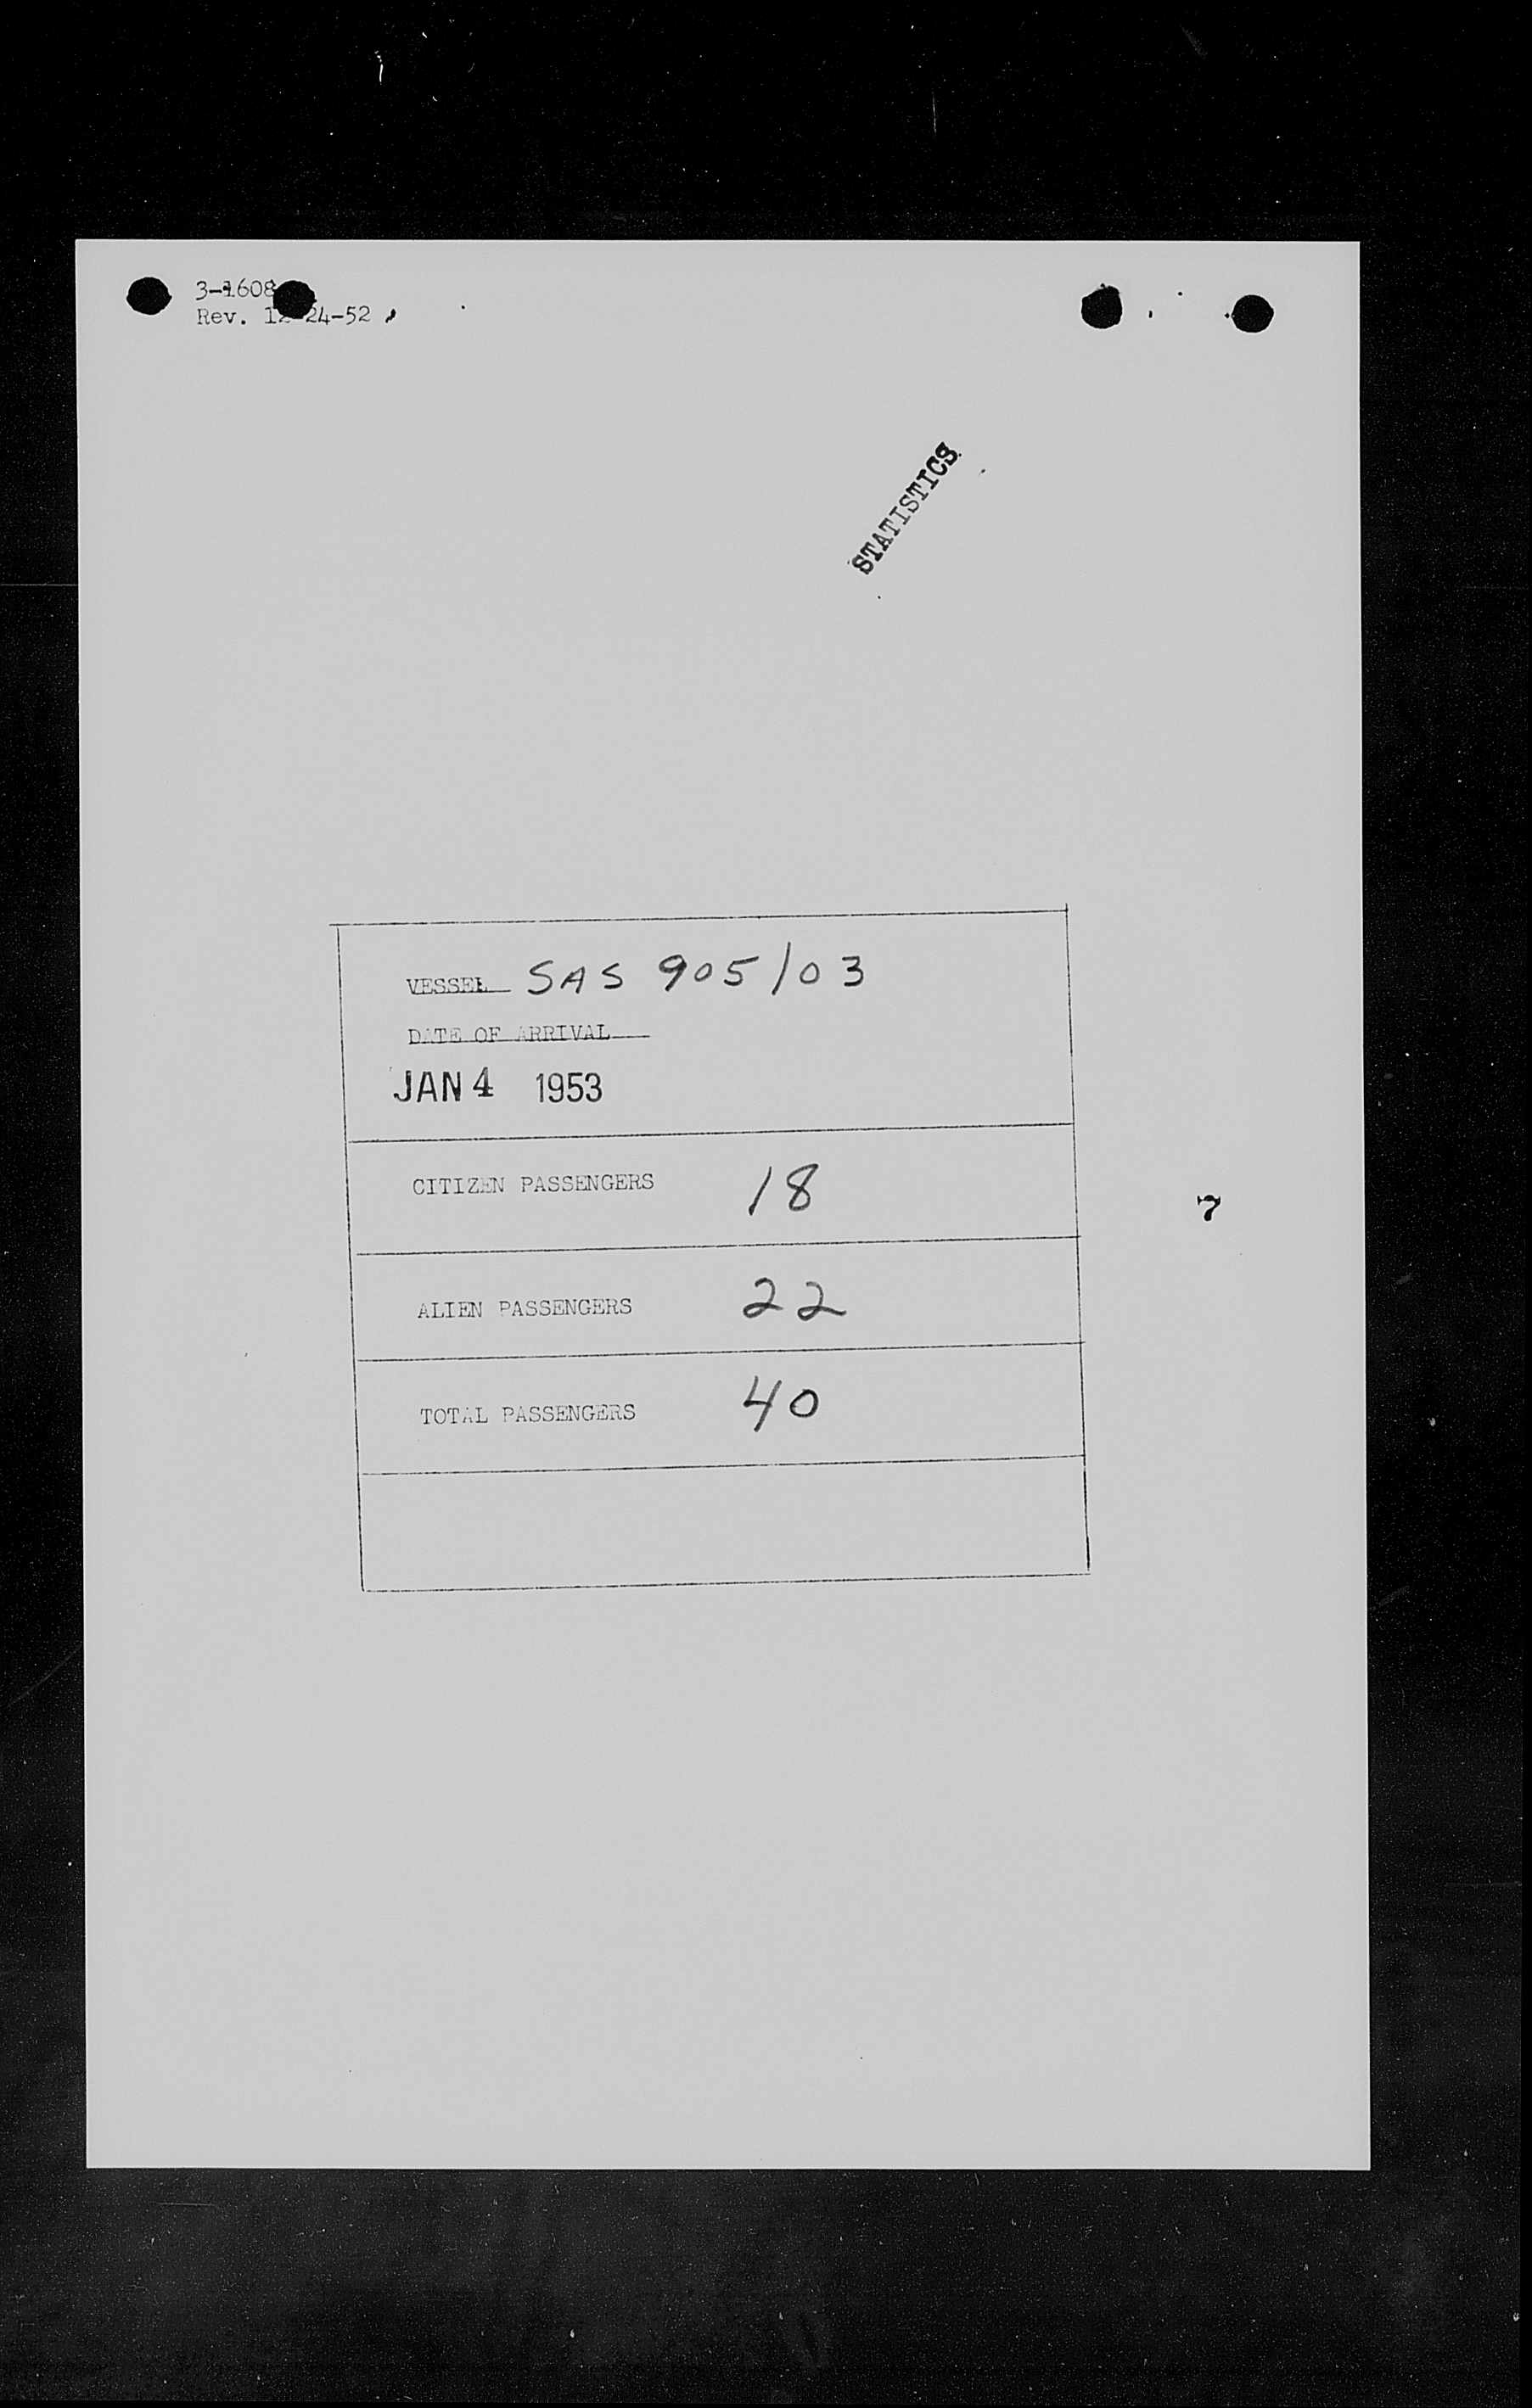 3-1608
Rev. 12-24-52
STATISTICS
VESSEL SAS 905/03
DATE OF ARRIVAL
JAN 4 1953
CITIZEN PASSENGERS 18
7
ALIEN PASSENGERS 22
TOTAL PASSENGERS 40